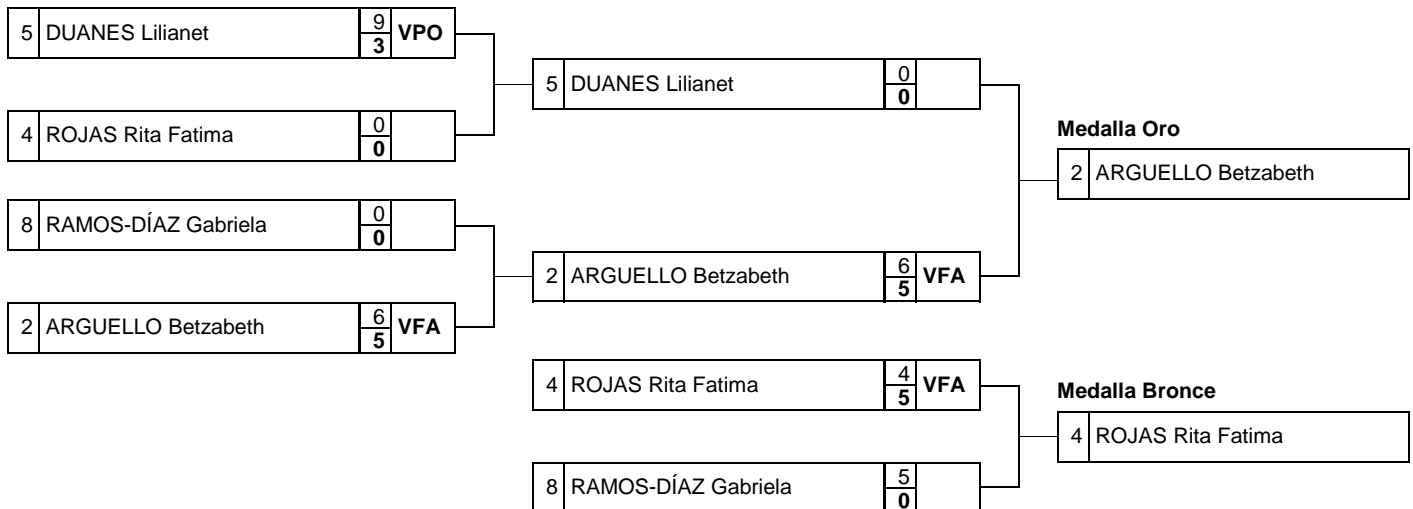 5 DUANES Lilianet 9 3 VPO
5 DUANES Lilianet 0 0
4 ROJAS Rita Fatima 0 0
Medalla Oro
2 ARGUELLO Betzabeth
8 RAMOS-DÍAZ Gabriela 0 0
2 ARGUELLO Betzabeth 6 5 VFA
2 ARGUELLO Betzabeth 6 5 VFA
4 ROJAS Rita Fatima 4 5 VFA
Medalla Bronce
4 ROJAS Rita Fatima
8 RAMOS-DÍAZ Gabriela 5 0